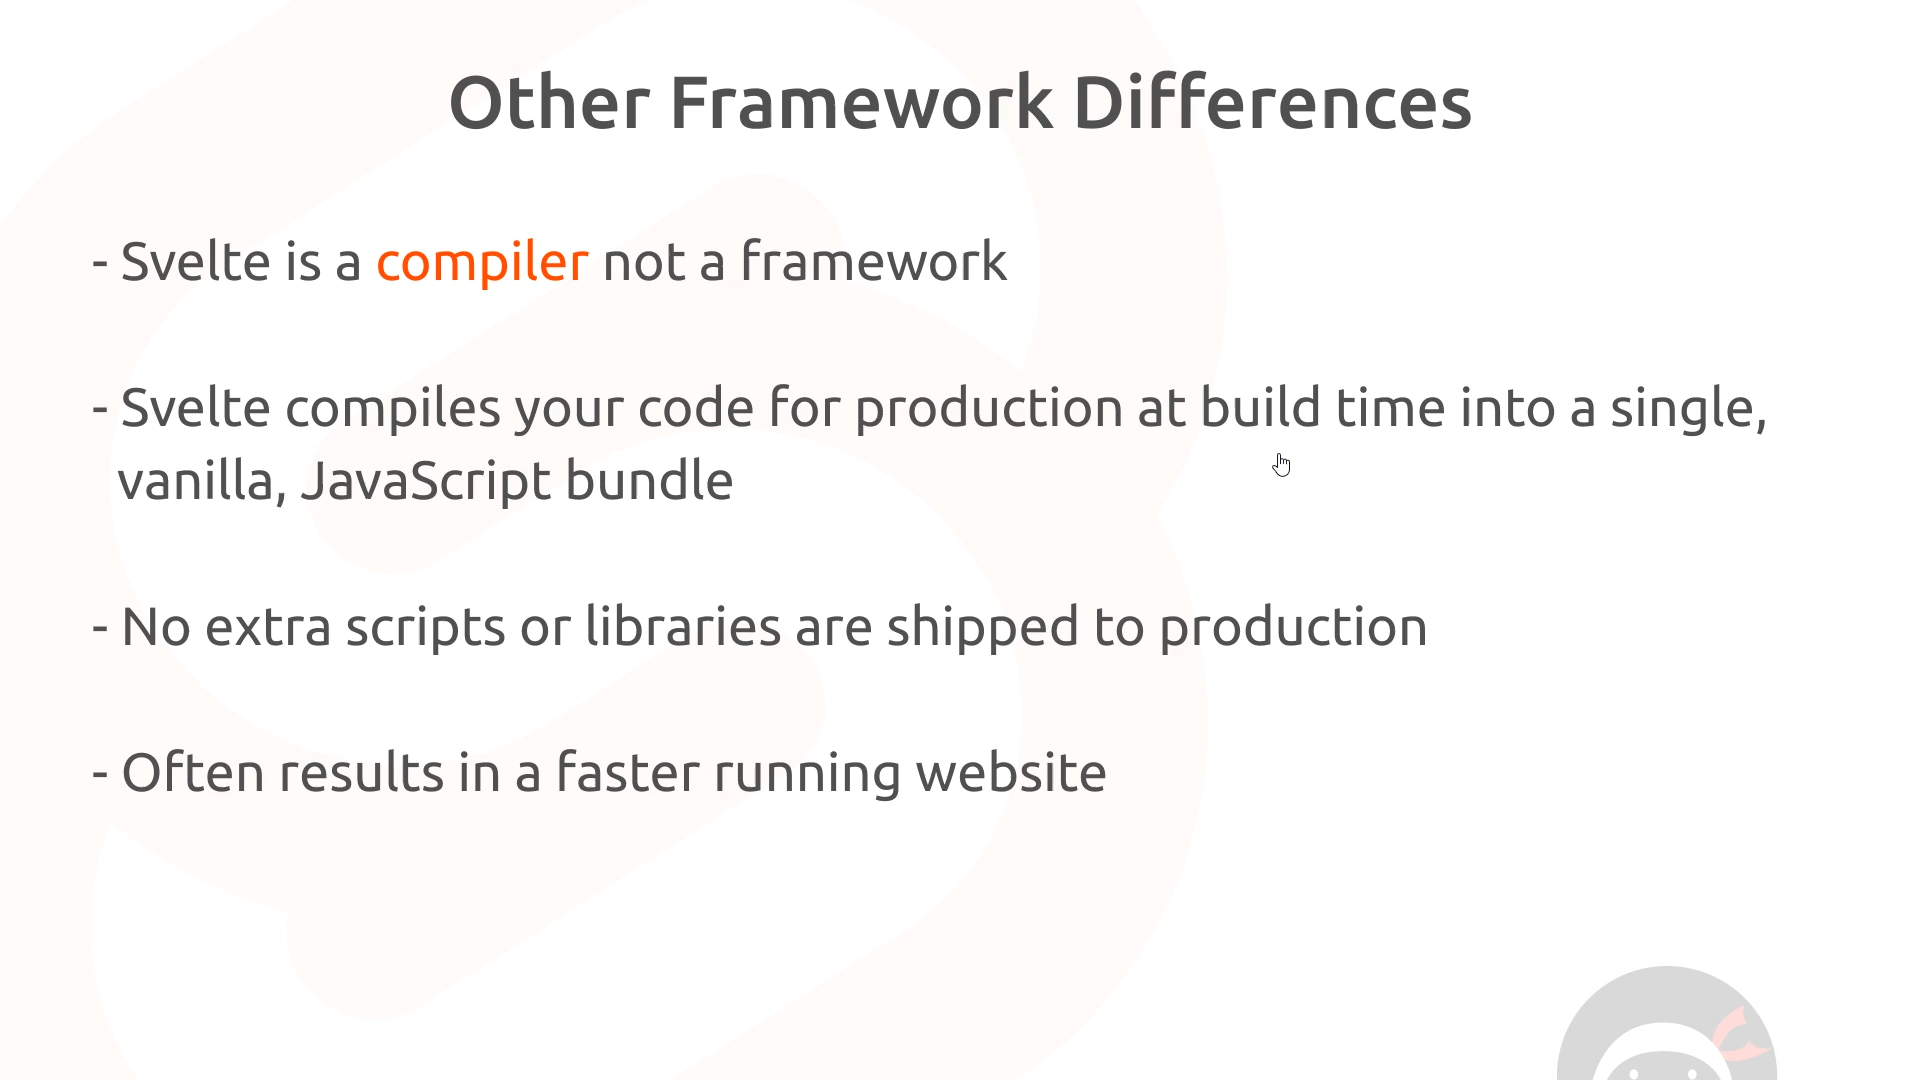 Other Framework Differences
- Svelte is a compiler not a framework
- Svelte compiles your code for production at build time into a single,
vanilla, JavaScript bundle
- No extra scripts or libraries are shipped to production
- Often results in a faster running website